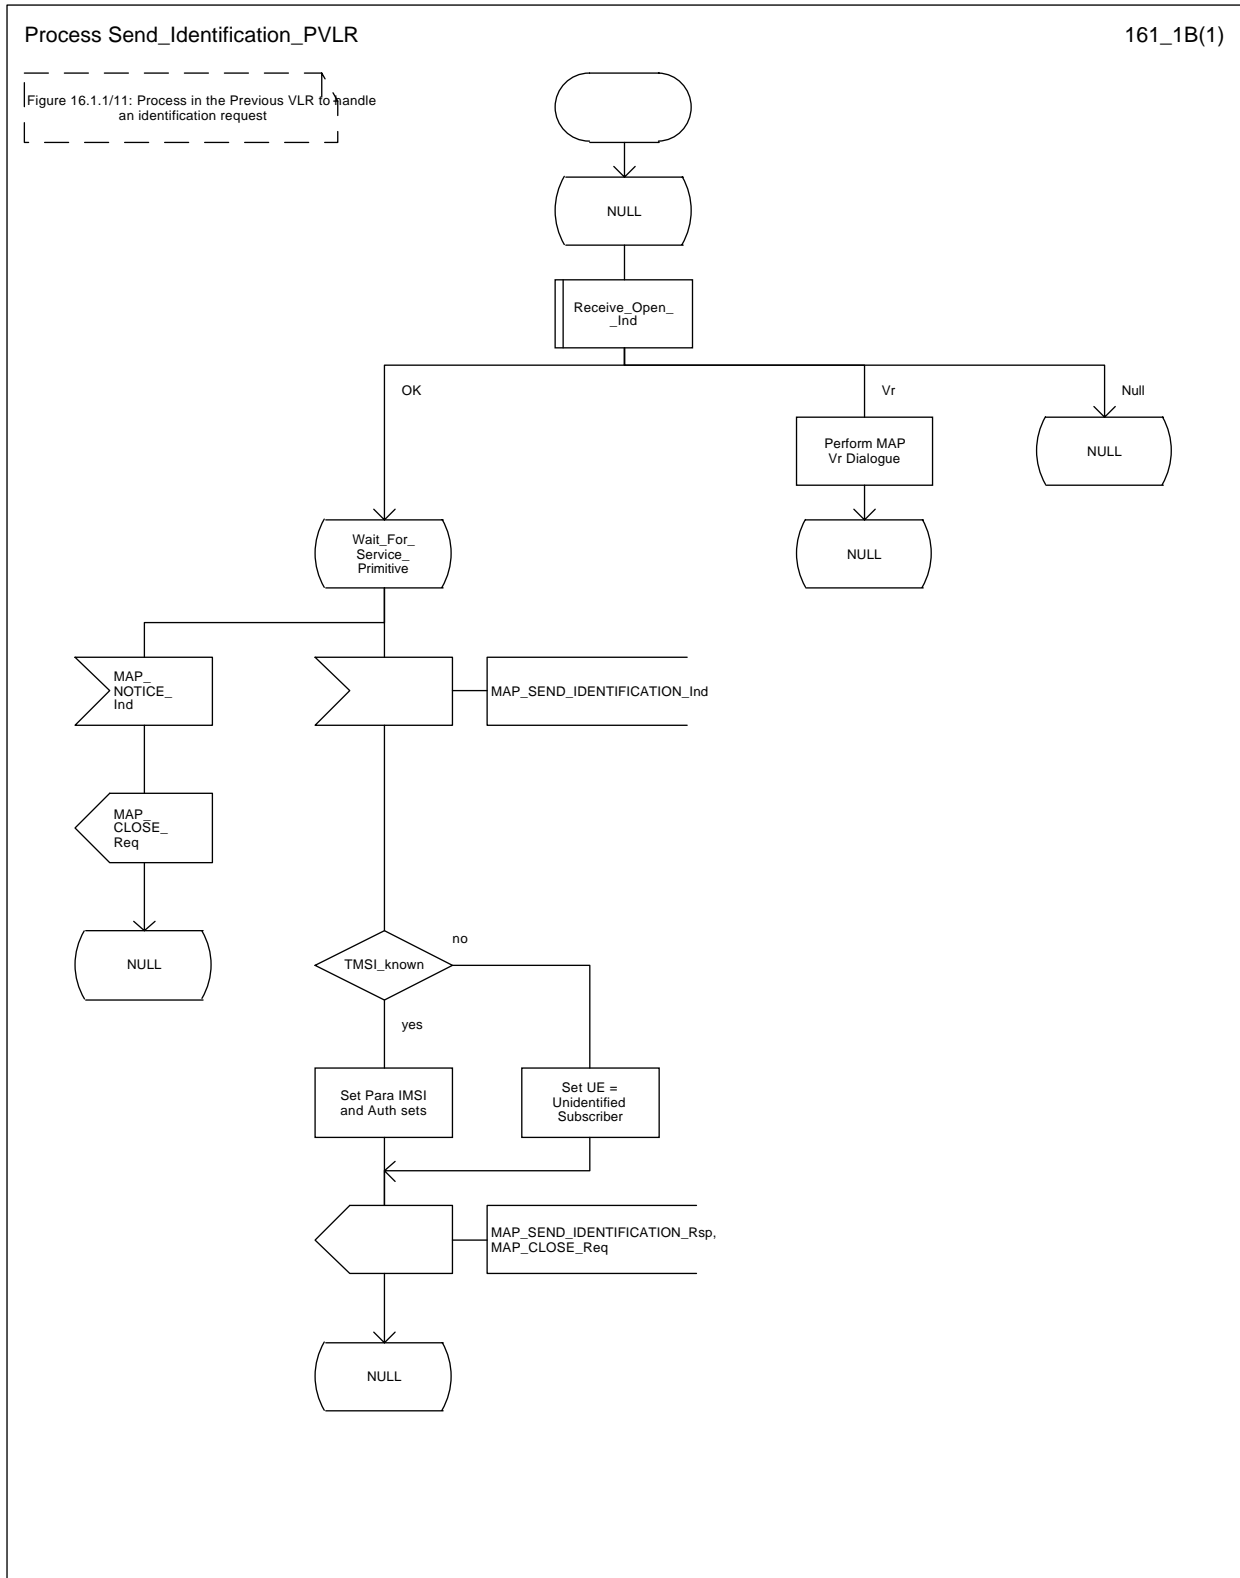 Process Send_Identification_PVLR
161_1B(1)
Figure 16.1.1/11: Process in the Previous VLR to handle
an identification request
NULL
Receive_Open_
_Ind
OK
Vr
Null
Perform MAP
Vr Dialogue
NULL
NULL
Wait_For_
Service_
Primitive
MAP_
NOTICE_
Ind
MAP_SEND_IDENTIFICATION_Ind
MAP_
CLOSE_
Req
NULL
TMSI_known
no
yes
Set Para IMSI
and Auth sets
Set UE =
Unidentified
Subscriber
MAP_SEND_IDENTIFICATION_Rsp,
MAP_CLOSE_Req
NULL